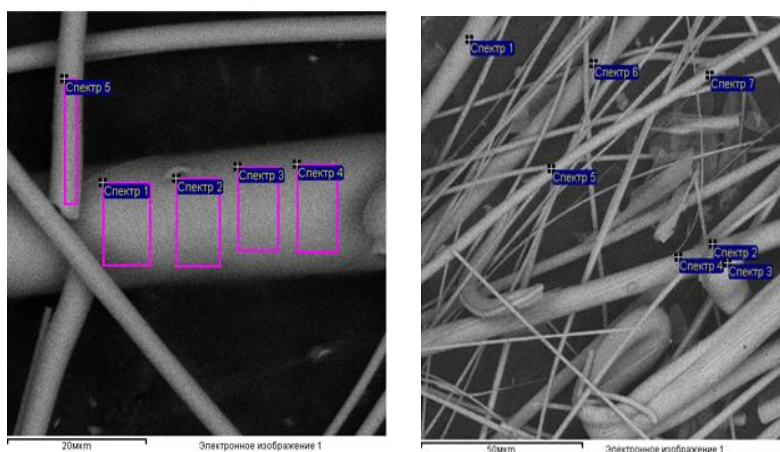 Спектр 5
Спектр 1
Спектр 2
Спектр 3
Спектр 4
20мкm
Электронное изображение 1
Спектр 1
Спектр 6
Спектр 7
Спектр 5
Спектр 2
Спектр 4
Спектр 3
50мкm
Электронное изображение 1